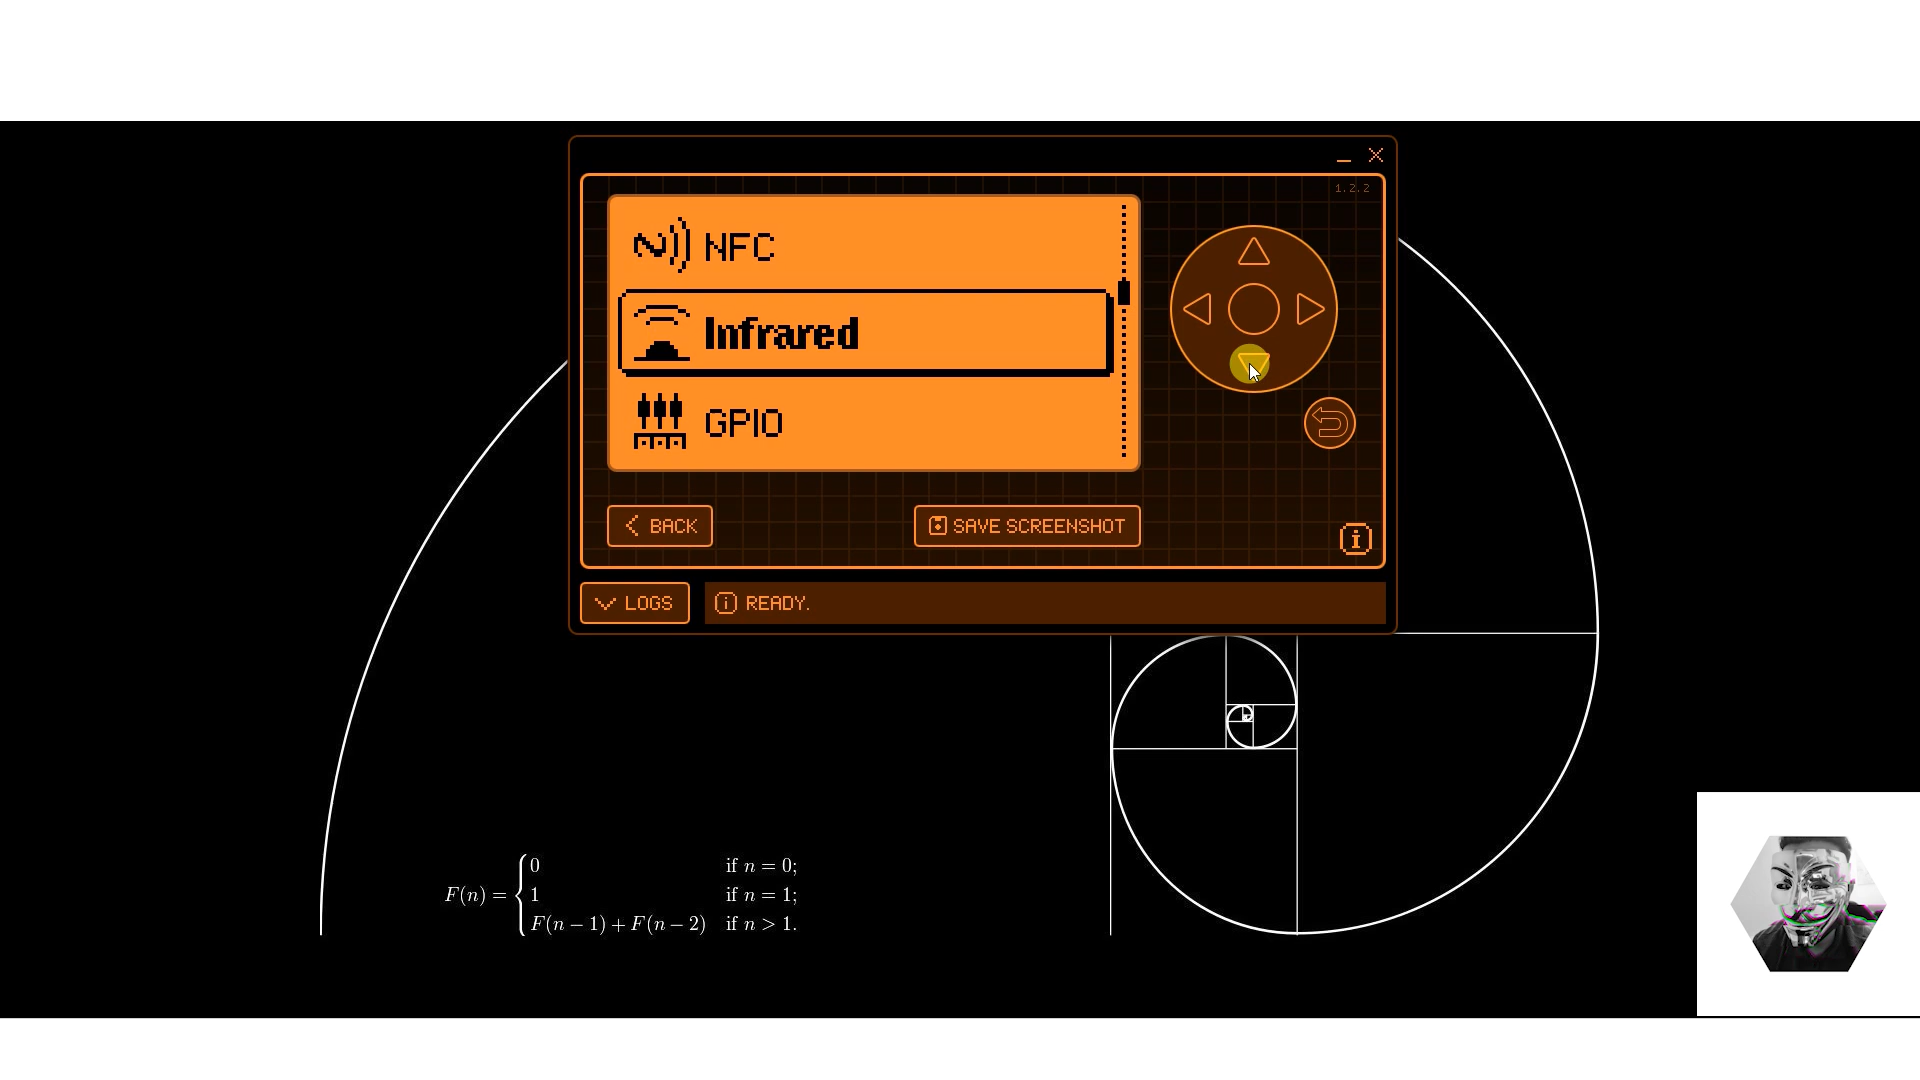 1.2.2
NFC
Infrared
GPIO
BACK
SAVE SCREENSHOT
LOGS
READY.
F(n) = { 0 if n = 0;
1 if n = 1;
F(n − 1) + F(n − 2) if n > 1.